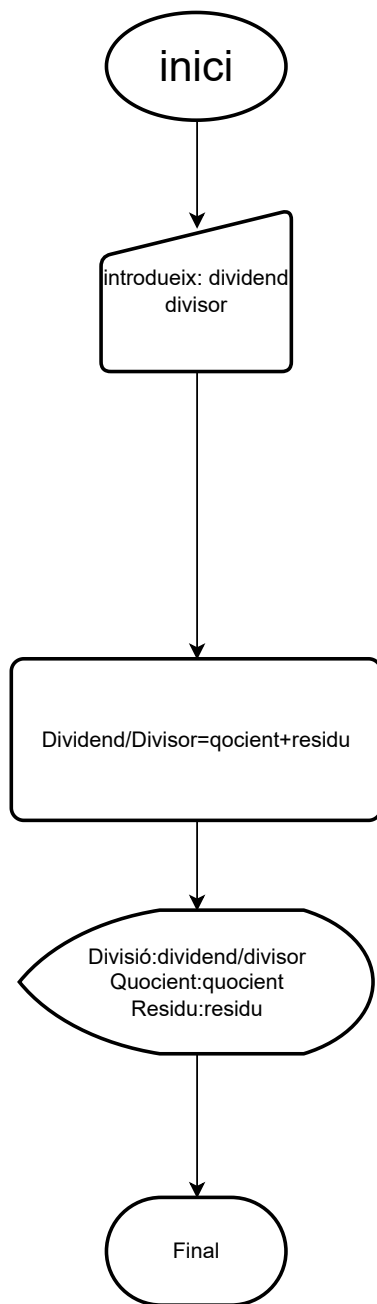 inici
introdueix: dividend
divisor
Dividend/Divisor=qocient+residu
Divisió:dividend/divisor
Quocient:quocient
Residu:residu
Final